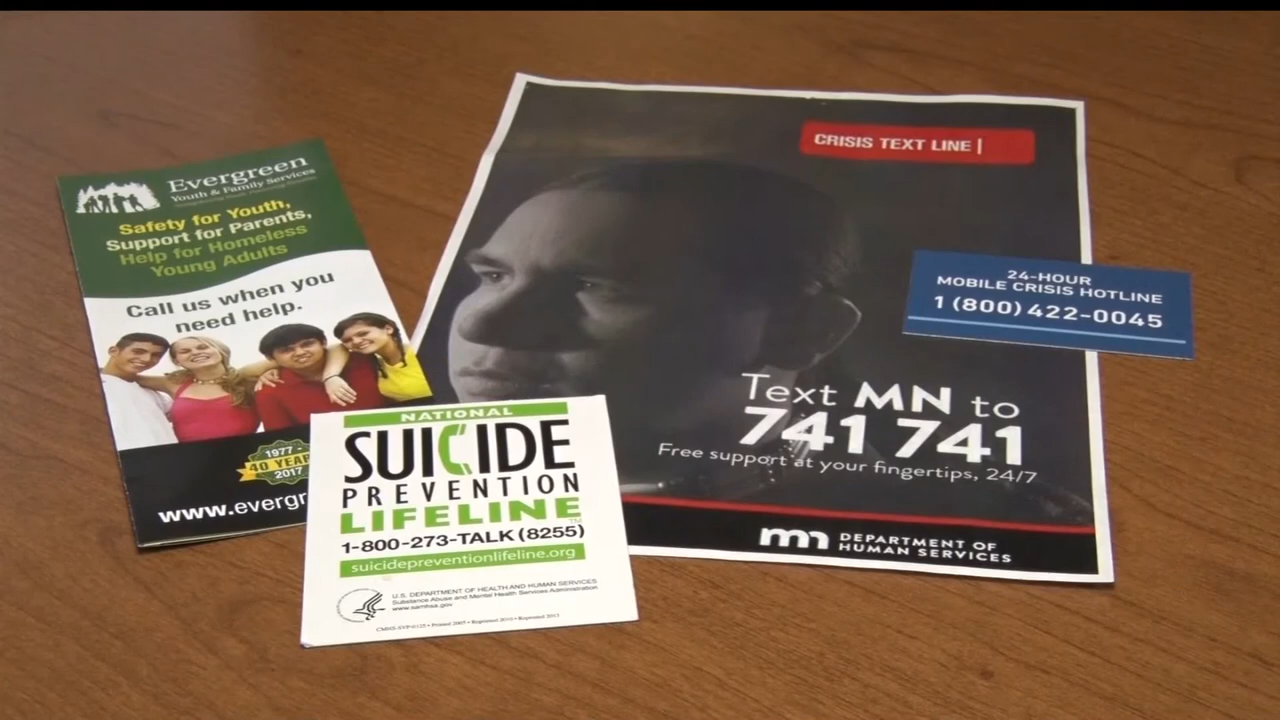 Evergreen
Youth & Family Services
Safety for Youth,
Support for Parents,
Help for Homeless
Young Adults
Call us when you
need help.
1977 -
40 YEAR
2017
www.evergr
NATIONAL
SUICIDE
PREVENTION
LIFELINE™
1-800-273-TALK (8255)
suicidepreventionlifeline.org
U.S. DEPARTMENT OF HEALTH AND HUMAN SERVICES
Substance Abuse and Mental Health Services Administration
www.samhsa.gov
CRISIS TEXT LINE |
Text MN to
741 741
Free support at your fingertips, 24/7
mn DEPARTMENT OF
HUMAN SERVICES
24-HOUR
MOBILE CRISIS HOTLINE
1 (800) 422-0045